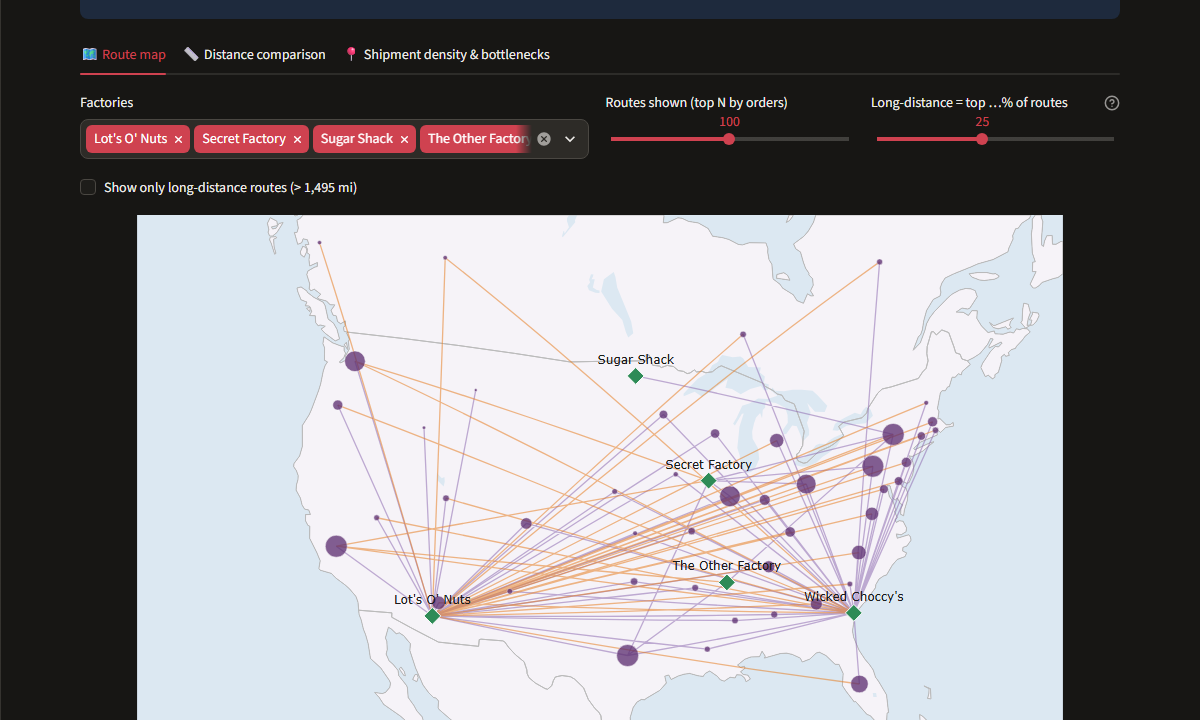 Route map Distance comparison Shipment density & bottlenecks
Factories Routes shown (top N by orders) Long-distance = top …% of routes
100 25
Lot's O' Nuts Secret Factory Sugar Shack The Other Factory
Show only long-distance routes (> 1,495 mi)
Sugar Shack
Secret Factory
The Other Factory
Lot's O' Nuts Wicked Choccy's